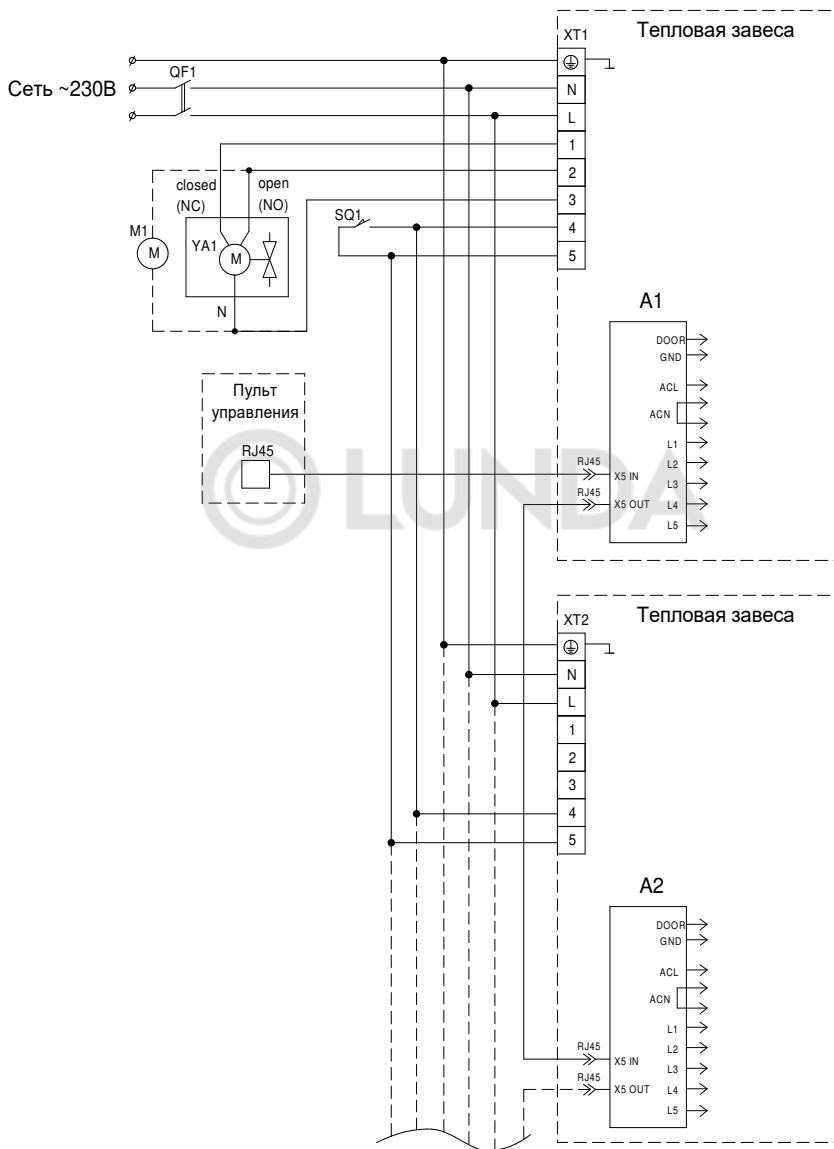 Тепловая завеса
XT1
QF1
Сеть ~230В
N
L
1
2
3
4
5
closed
(NC)
open
(NO)
SQ1
M1
M
YA1
M
N
A1
DOOR
GND
ACL
ACN
L1
L2
L3
L4
L5
RJ45
X5 IN
RJ45
X5 OUT
Пульт
управления
RJ45
LUNDA
Тепловая завеса
XT2
N
L
1
2
3
4
5
A2
DOOR
GND
ACL
ACN
L1
L2
L3
L4
L5
RJ45
X5 IN
RJ45
X5 OUT